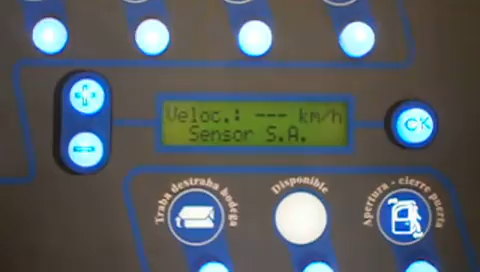 Veloc.: --- km/h
Sensor S.A.
OK
Traba destraba bodega
Disponible
Apertura - cierre puerta